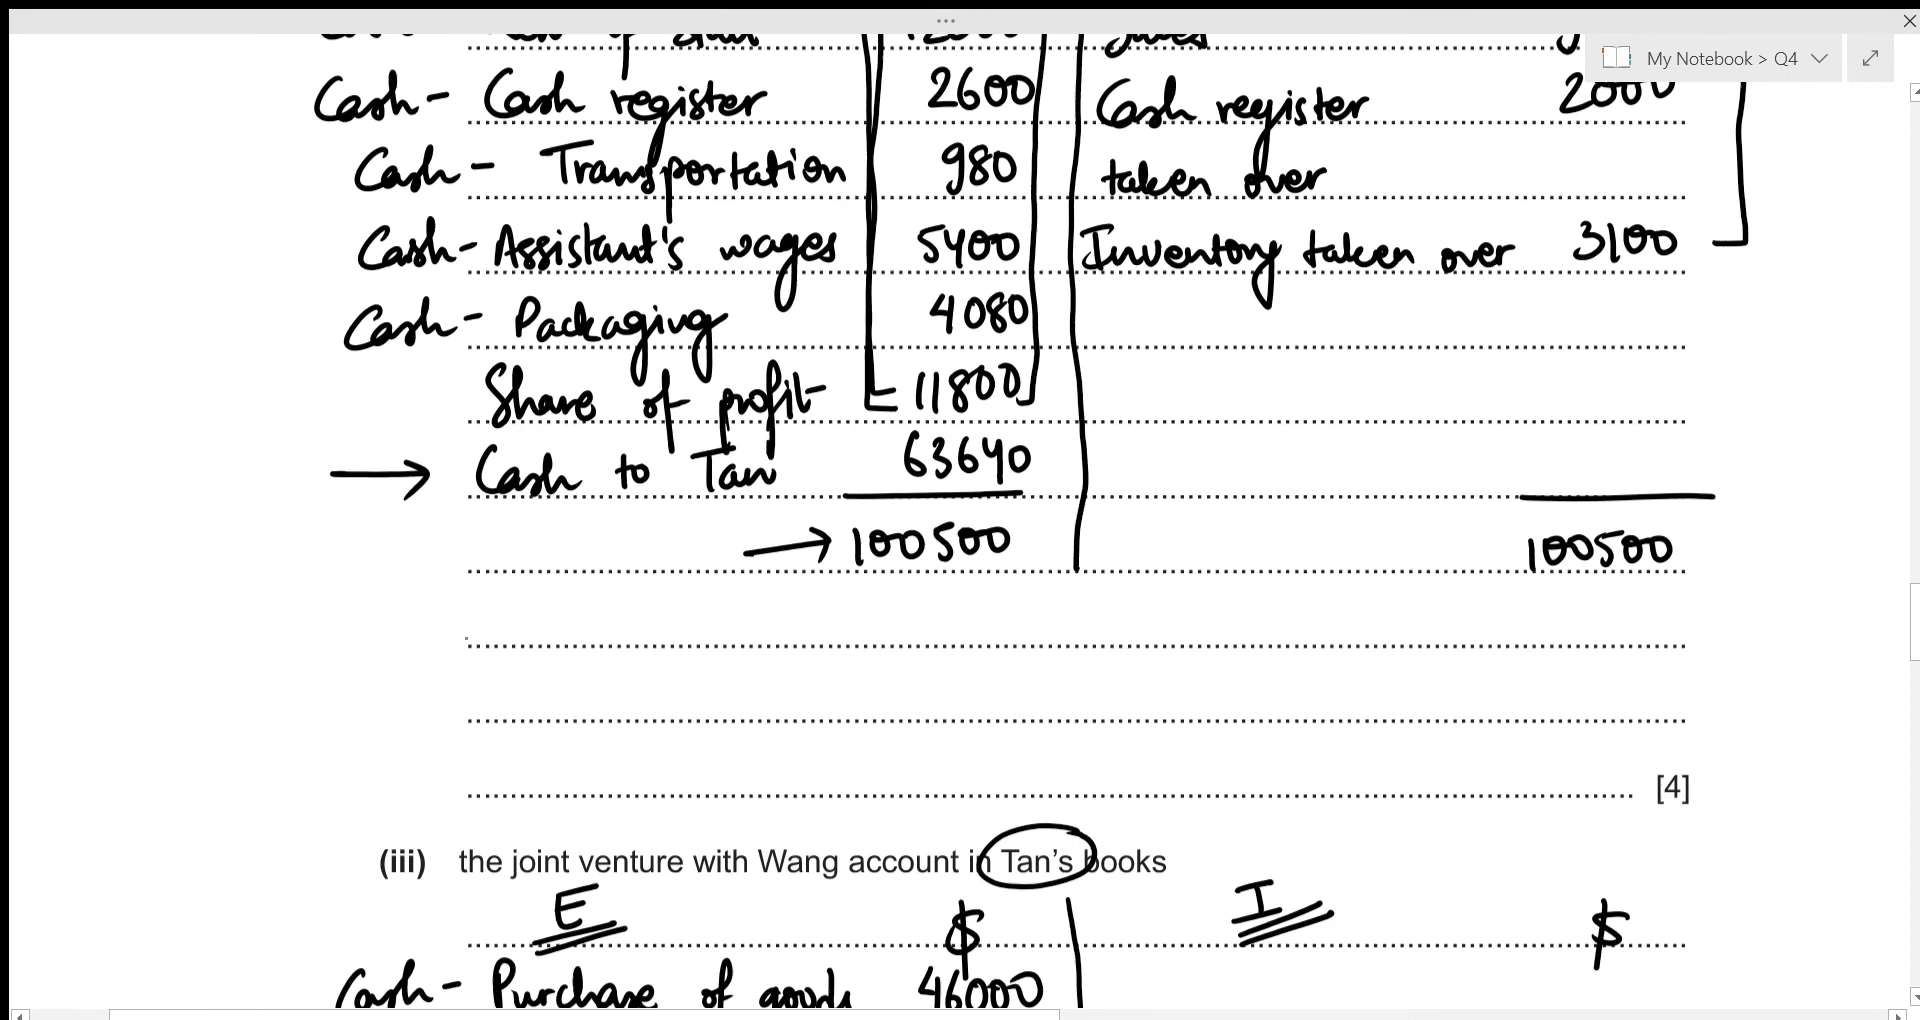 My Notebook > Q4
Cash - Cash register 2600 Cash register 2000
Cash - Transportation 980 taken over
Cash - Assistant's wages 5400 Inventory taken over 3100
Cash - Packaging 4080
Share of profit 11800
Cash to Tan 63640
100500 100500
[4]
(iii) the joint venture with Wang account in Tan's books
E $ I $
Cash - Purchase of goods 46000